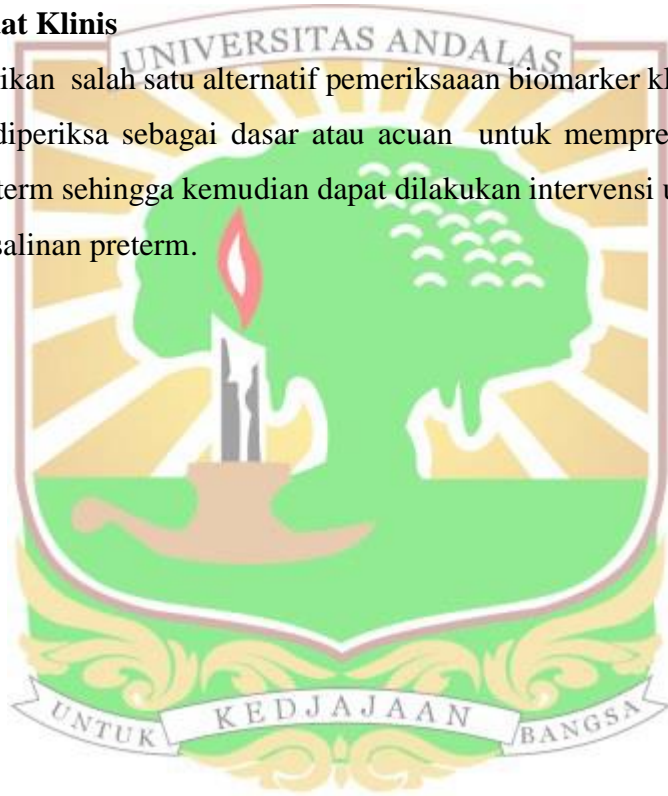 at Klinis
UNIVERSITAS ANDALAS
ikan salah satu alternatif pemeriksaaan biomarker kl
diperiksa sebagai dasar atau acuan untuk mempre
term sehingga kemudian dapat dilakukan intervensi u
salinan preterm.
UNTUK KEDJAJAAN BANGSA